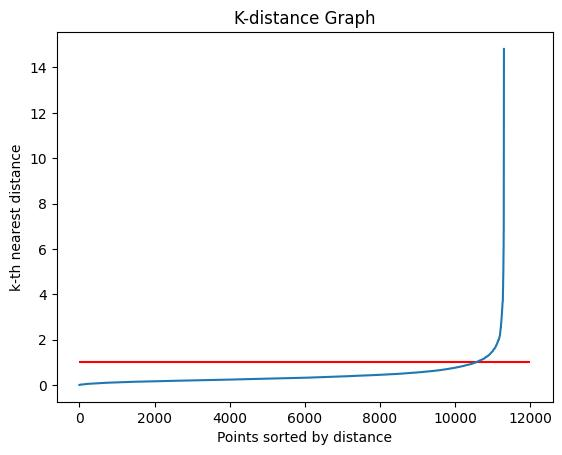 K-distance Graph
14
12
10
8
6
4
2
0
k-th nearest distance
0 2000 4000 6000 8000 10000 12000
Points sorted by distance